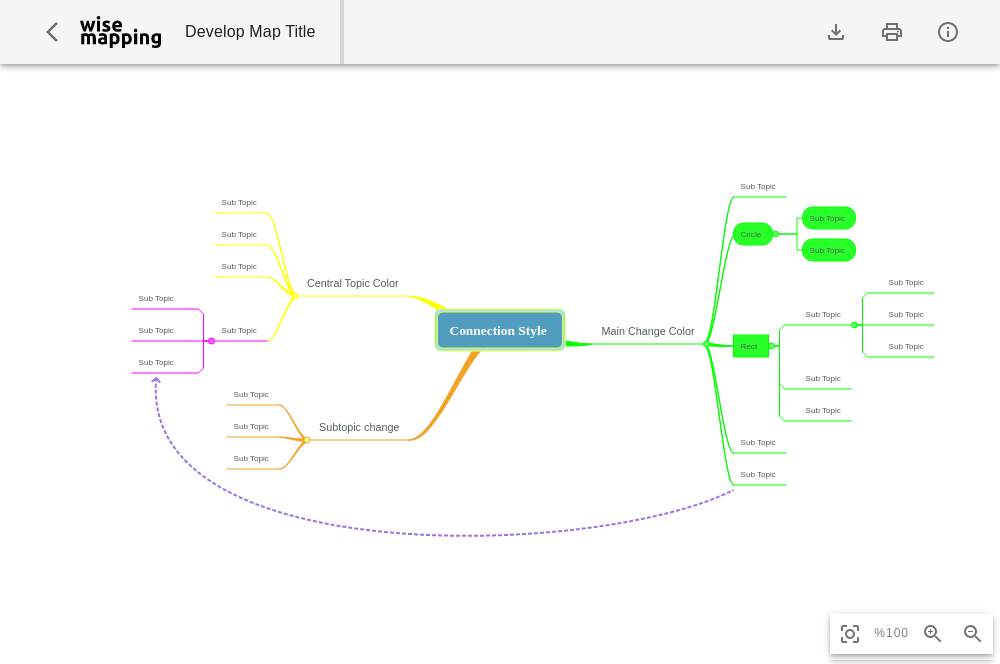 wise
mapping
Develop Map Title
Sub Topic
Sub Topic
Sub Topic
Central Topic Color
Sub Topic
Sub Topic
Sub Topic
Sub Topic
Connection Style
Sub Topic
Sub Topic
Sub Topic
Subtopic change
Main Change Color
Sub Topic
Circle
Sub Topic
Sub Topic
Rect
Sub Topic
Sub Topic
Sub Topic
Sub Topic
Sub Topic
Sub Topic
Sub Topic
Sub Topic
%100